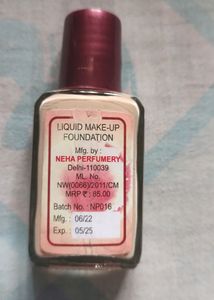 LIQUID MAKE-UP
FOUNDATION
Mfg. by :
NEHA PERFUMERY
Delhi-110039
ML. No.
NW(0066)/2011/CM
MRP ₹ : 85.00
Batch No. : NP016
Mfg. : 06/22
Exp. : 05/25